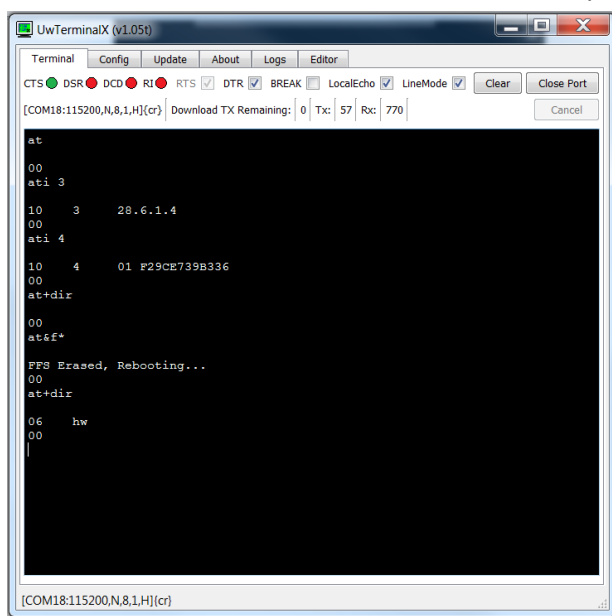 UwTerminalX (v1.05t)
Terminal Config Update About Logs Editor
CTS DSR DCD RI RTS DTR BREAK LocalEcho LineMode Clear Close Port
[COM18:115200,N,8,1,H]{cr} Download TX Remaining: 0 Tx: 57 Rx: 770 Cancel
at
00
ati 3
10 3 28.6.1.4
00
ati 4
10 4 01 F29CE739B336
00
at+dir
00
at&f*
FFS Erased, Rebooting...
00
at+dir
06 hw
00
[COM18:115200,N,8,1,H]{cr}